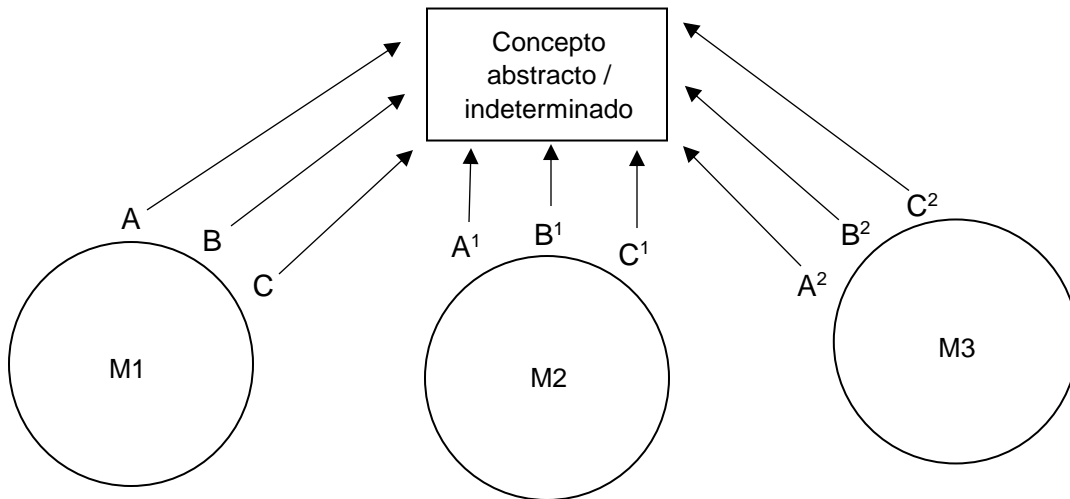 Concepto
abstracto /
indeterminado
A
B
C
A¹
B¹
C¹
A²
B²
C²
M1
M2
M3